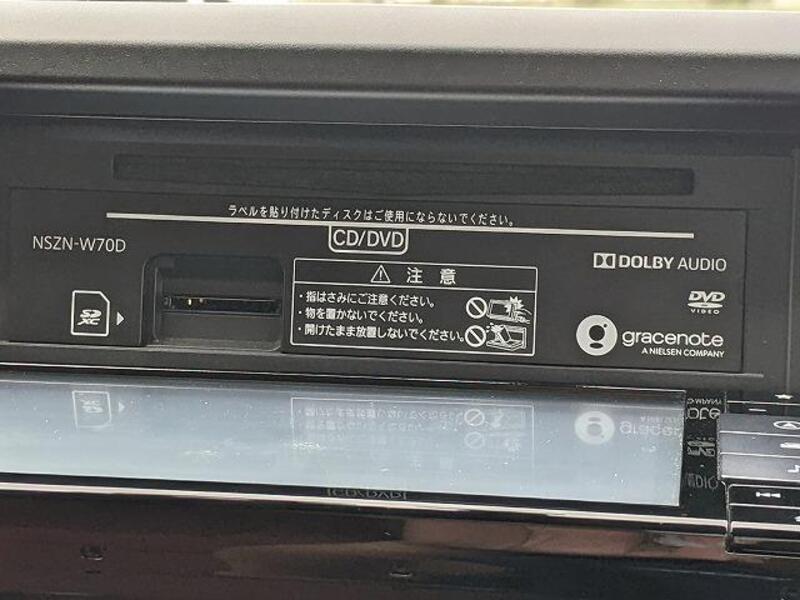 ラベルを貼り付けたディスクはご使用にならないでください。
NSZN-W70D
CD/DVD
DOLBY AUDIO
注 意
・指はさみにご注意ください。
・物を置かないでください。
・開けたまま放置しないでください。
SD
XC
DVD
VIDEO
gracenote
A NIELSEN COMPANY